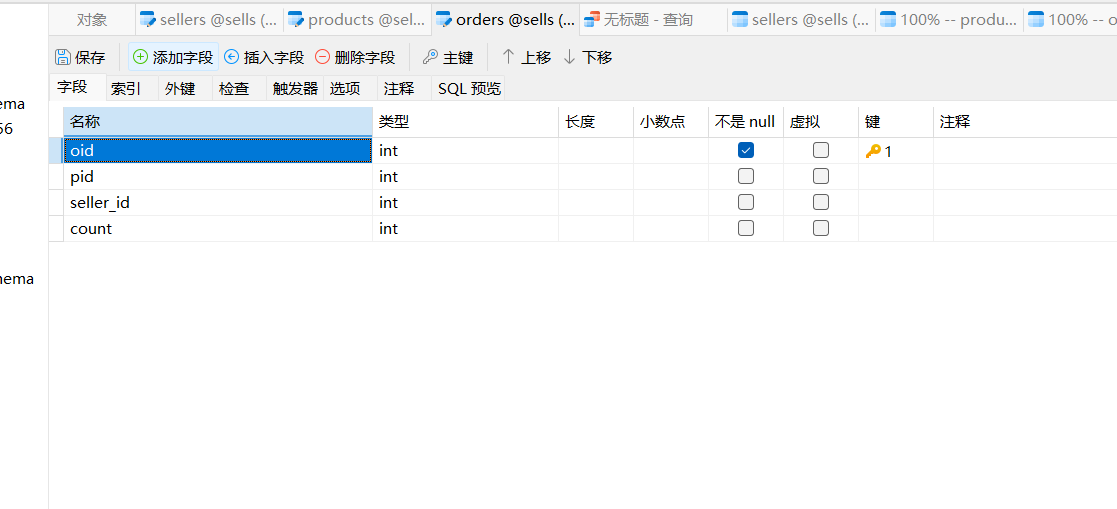 对象 sellers @sells (... products @sel... orders @sells (... 无标题 - 查询 sellers @sells (... 100% -- produ... 100% -- o
保存 添加字段 插入字段 删除字段 主键 上移 下移
字段 索引 外键 检查 触发器 选项 注释 SQL 预览
ema
56
hema
名称 类型 长度 小数点 不是 null 虚拟 键 注释
oid int 1
pid int
seller_id int
count int